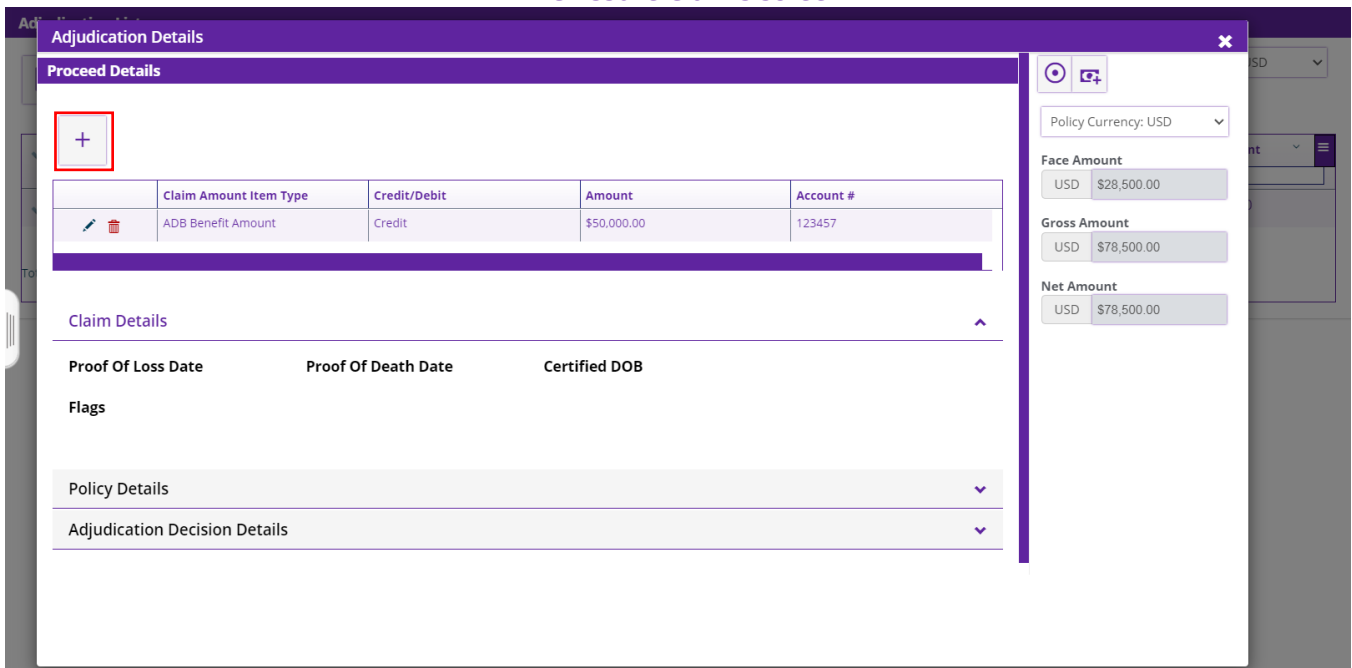 Adjudication Details
Proceed Details
Claim Amount Item Type Credit/Debit Amount Account #
ADB Benefit Amount Credit $50,000.00 123457
Claim Details
Proof Of Loss Date Proof Of Death Date Certified DOB
Flags
Policy Details
Adjudication Decision Details
Policy Currency: USD
Face Amount
USD $28,500.00
Gross Amount
USD $78,500.00
Net Amount
USD $78,500.00